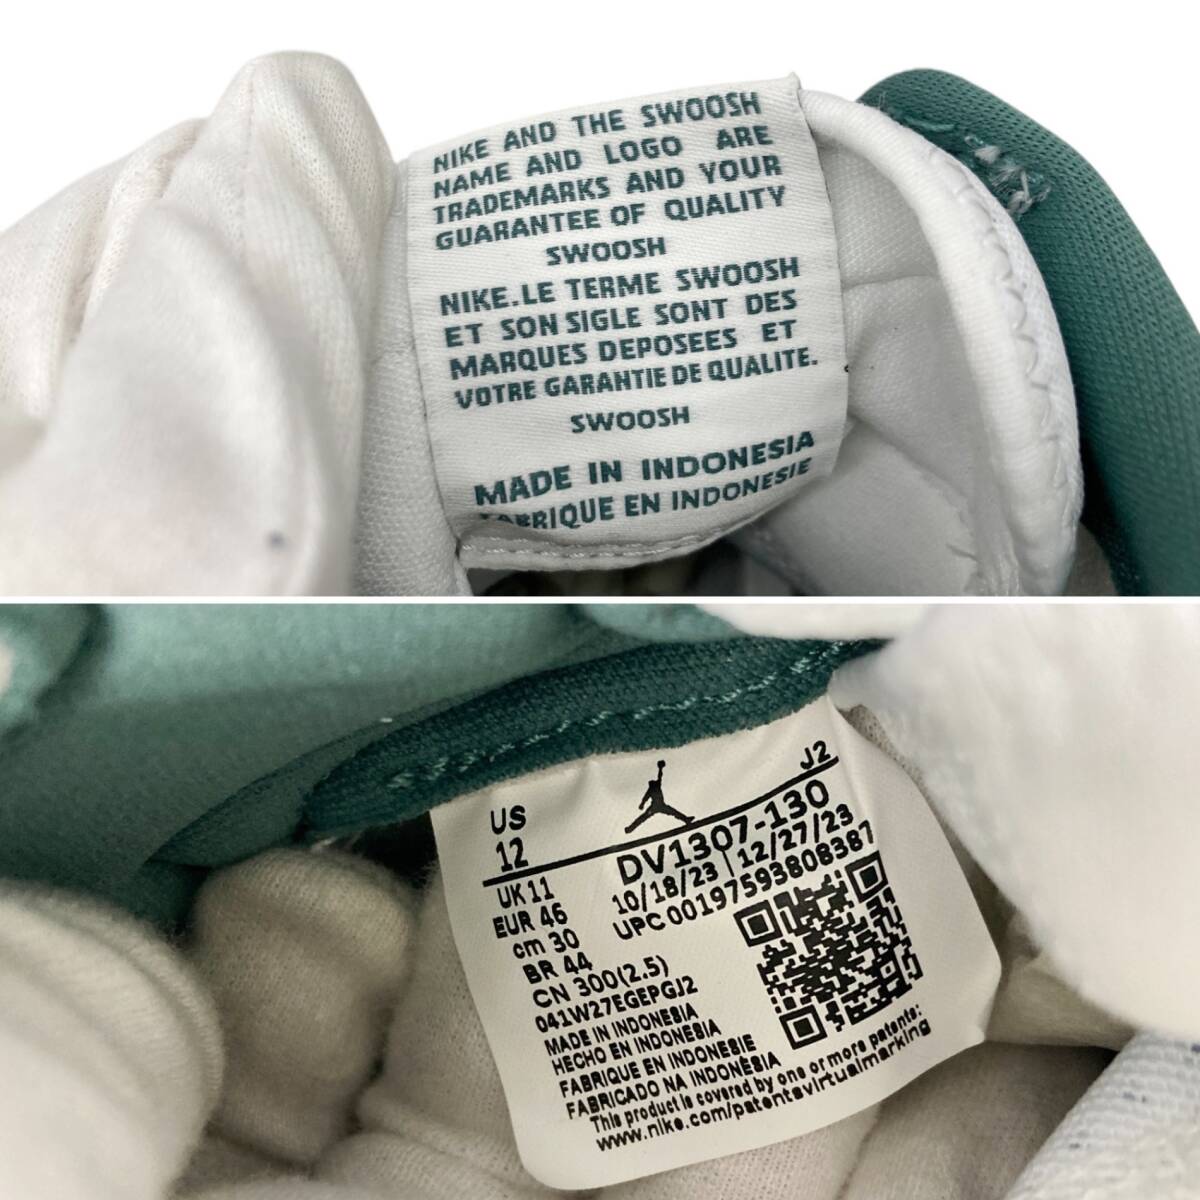 NIKE AND THE SWOOSH
NAME AND LOGO ARE
TRADEMARKS AND YOUR
GUARANTEE OF QUALITY
SWOOSH
NIKE.LE TERME SWOOSH
ET SON SIGLE SONT DES
MARQUES DEPOSEES ET
VOTRE GARANTIE DE QUALITE.
SWOOSH
MADE IN INDONESIA
FABRIQUE EN INDONESIE
J2
US
12
DV1307-130
10/18/23 | 12/27/23
UPC 00197593808387
UK 11
EUR 46
cm 30
BR 44
CN 300(2.5)
041W27EGEPGJ2
MADE IN INDONESIA
HECHO EN INDONESIA
FABRIQUE EN INDONESIE
FABRICADO NA INDONÉSIA
This product is covered by one or more patents:
www.nike.com/patentsvirtualmarking